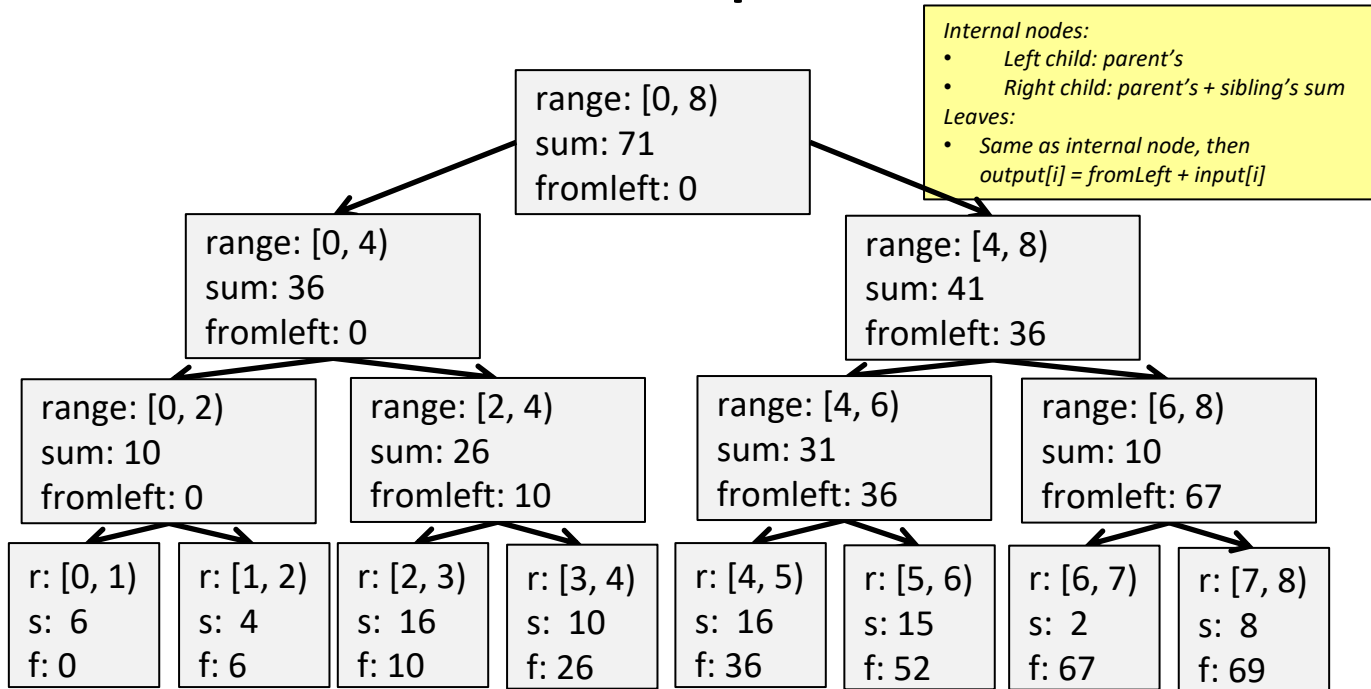 Internal nodes:
• Left child: parent's
• Right child: parent's + sibling's sum
Leaves:
• Same as internal node, then
output[i] = fromLeft + input[i]
range: [0, 8)
sum: 71
fromleft: 0
range: [0, 4)
sum: 36
fromleft: 0
range: [4, 8)
sum: 41
fromleft: 36
range: [0, 2)
sum: 10
fromleft: 0
range: [2, 4)
sum: 26
fromleft: 10
range: [4, 6)
sum: 31
fromleft: 36
range: [6, 8)
sum: 10
fromleft: 67
r: [0, 1)
s: 6
f: 0
r: [1, 2)
s: 4
f: 6
r: [2, 3)
s: 16
f: 10
r: [3, 4)
s: 10
f: 26
r: [4, 5)
s: 16
f: 36
r: [5, 6)
s: 15
f: 52
r: [6, 7)
s: 2
f: 67
r: [7, 8)
s: 8
f: 69